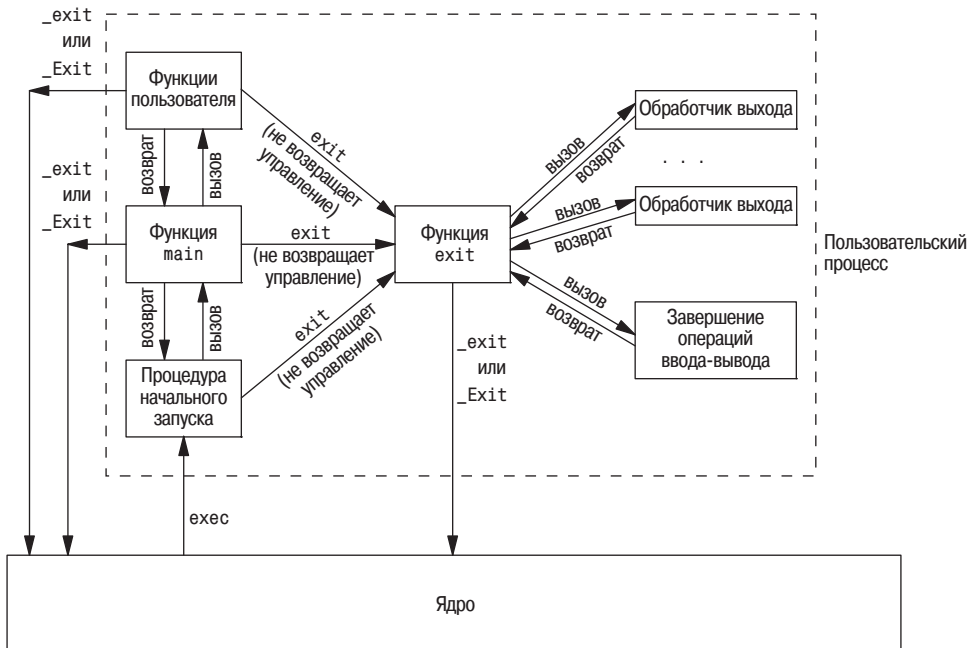 _exit
или
_Exit
Функции
пользователя
Обработчик выхода
exit
(не возвращает
управление)
вызов
возврат
. . .
возврат
вызов
_exit
или
_Exit
Обработчик выхода
вызов
возврат
Функция
main
exit
(не возвращает
управление)
Функция
exit
Пользовательский
процесс
вызов
возврат
возврат
вызов
exit
(не возвращает
управление)
Завершение
операций
ввода-вывода
_exit
или
_Exit
Процедура
начального
запуска
exec
Ядро